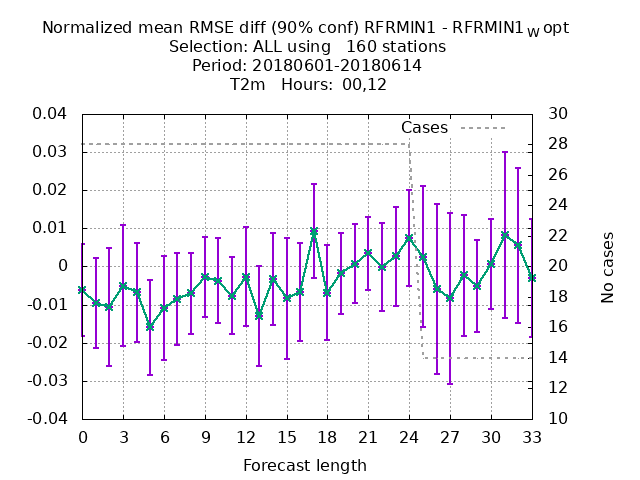 Normalized mean RMSE diff (90% conf) RFRMIN1 - RFRMIN1w opt
Selection: ALL using   160 stations
Period: 20180601-20180614
T2m   Hours:  00,12
Cases
0.04
0.03
0.02
0.01
0
-0.01
-0.02
-0.03
-0.04
30
28
26
24
22
20
18
16
14
12
10
No cases
0 3 6 9 12 15 18 21 24 27 30 33
Forecast length